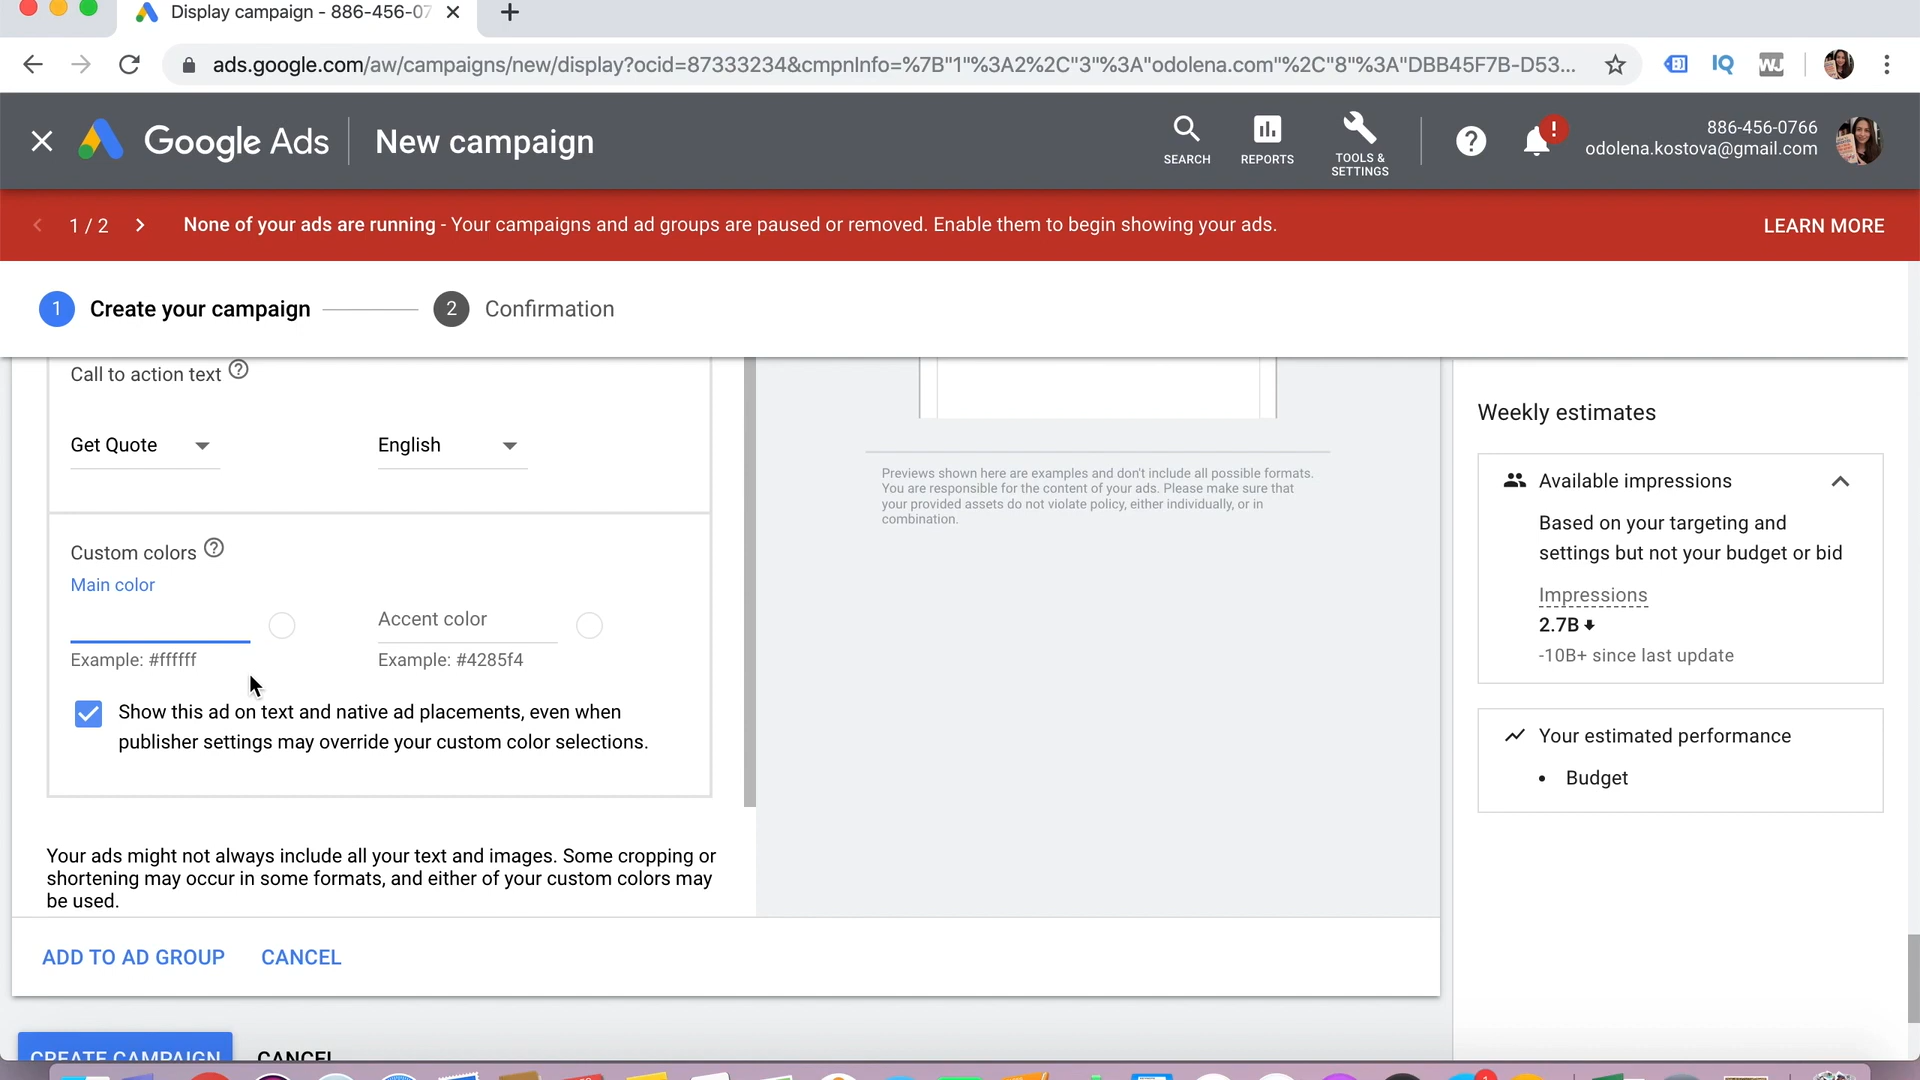 Display campaign - 886-456-07
ads.google.com/aw/campaigns/new/display?ocid=87333234&cmpnInfo=%7B"1"%3A2%2C"3"%3A"odolena.com"%2C"8"%3A"DBB45F7B-D53...
IQ
WJ
Google Ads
New campaign
SEARCH
REPORTS
TOOLS &
SETTINGS
?
!
886-456-0766
odolena.kostova@gmail.com
1 / 2
None of your ads are running - Your campaigns and ad groups are paused or removed. Enable them to begin showing your ads.
LEARN MORE
1
Create your campaign
2
Confirmation
Call to action text ?
Get Quote
English
Custom colors ?
Main color
Accent color
Example: #ffffff
Example: #4285f4
Show this ad on text and native ad placements, even when
publisher settings may override your custom color selections.
Your ads might not always include all your text and images. Some cropping or
shortening may occur in some formats, and either of your custom colors may
be used.
ADD TO AD GROUP
CANCEL
Previews shown here are examples and don't include all possible formats.
You are responsible for the content of your ads. Please make sure that
your provided assets do not violate policy, either individually, or in
combination.
Weekly estimates
Available impressions
Based on your targeting and
settings but not your budget or bid
Impressions
2.7B
-10B+ since last update
Your estimated performance
• Budget
CREATE CAMPAIGN
CANCEL
1